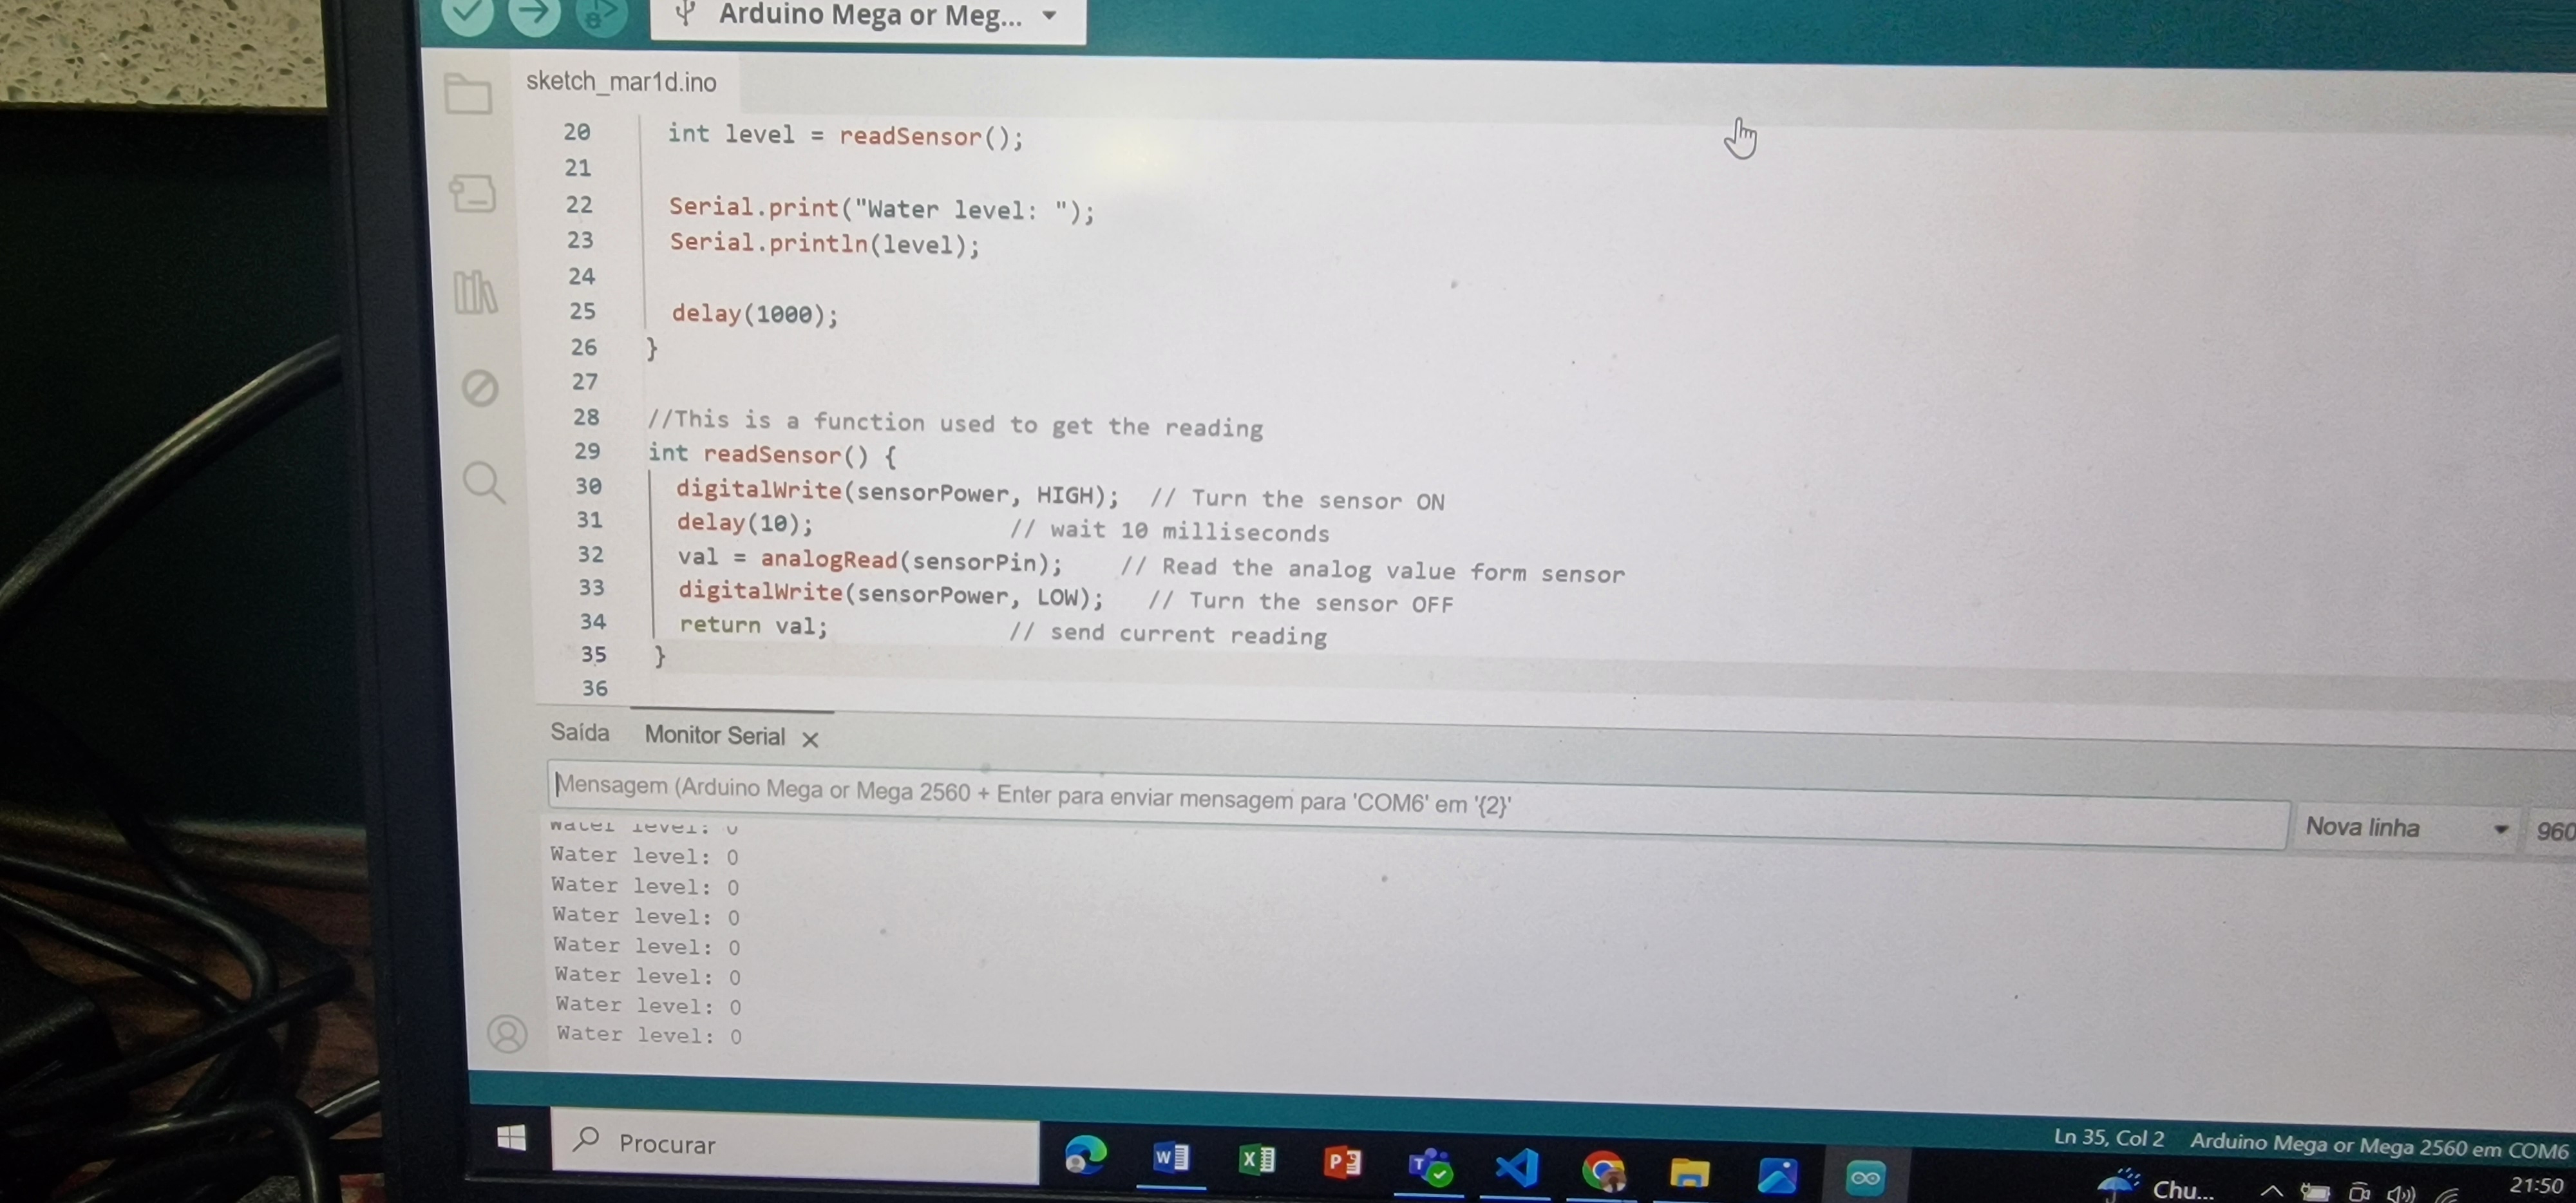 Arduino Mega or Meg...
sketch_mar1d.ino
20 int level = readSensor();
21
22 Serial.print("Water level: ");
23 Serial.println(level);
24
25 delay(1000);
26 }
27
28 //This is a function used to get the reading
29 int readSensor() {
30 digitalWrite(sensorPower, HIGH); // Turn the sensor ON
31 delay(10); // wait 10 milliseconds
32 val = analogRead(sensorPin); // Read the analog value form sensor
33 digitalWrite(sensorPower, LOW); // Turn the sensor OFF
34 return val; // send current reading
35 }
36
Saída Monitor Serial
Mensagem (Arduino Mega or Mega 2560 + Enter para enviar mensagem para 'COM6' em '{2}'
Nova linha 960
Water level: 0
Water level: 0
Water level: 0
Water level: 0
Water level: 0
Water level: 0
Water level: 0
Water level: 0
Ln 35, Col 2 Arduino Mega or Mega 2560 em COM6
Procurar
Chu...
21:50